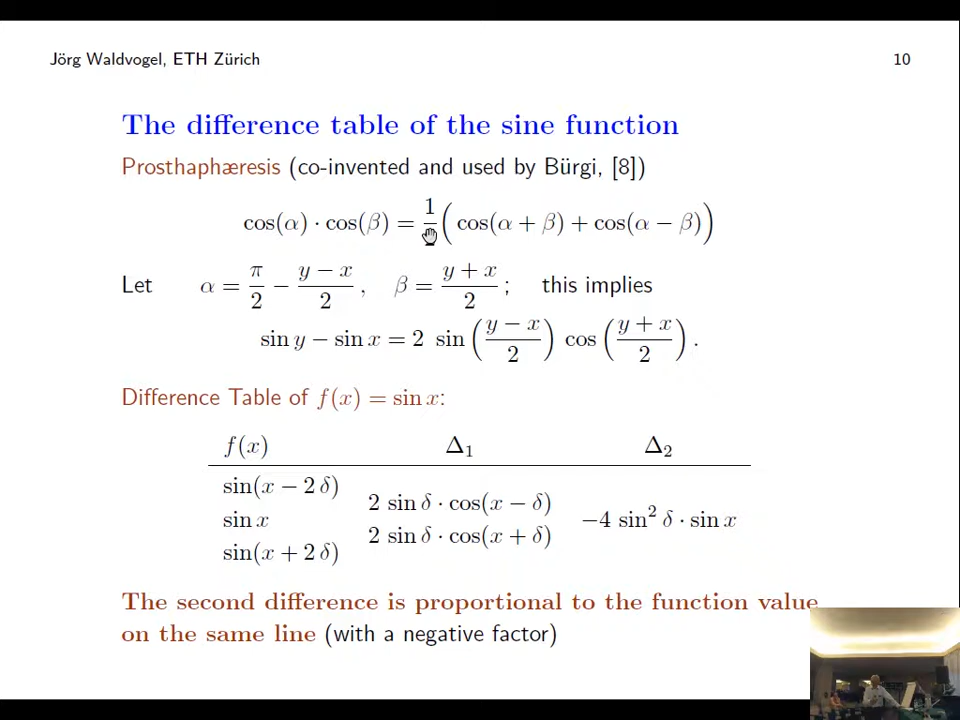 Jörg Waldvogel, ETH Zürich 10
The difference table of the sine function
Prosthaphæresis (co-invented and used by Bürgi, [8])
cos(α) · cos(β) = 1/ ( cos(α + β) + cos(α − β) )
Let α = π/2 − (y − x)/2 , β = (y + x)/2 ; this implies
sin y − sin x = 2 sin ( (y − x)/2 ) cos ( (y + x)/2 ) .
Difference Table of f(x) = sin x:
f(x) Δ₁ Δ₂
sin(x − 2 δ)
2 sin δ · cos(x − δ)
sin x −4 sin² δ · sin x
2 sin δ · cos(x + δ)
sin(x + 2 δ)
The second difference is proportional to the function value
on the same line (with a negative factor)